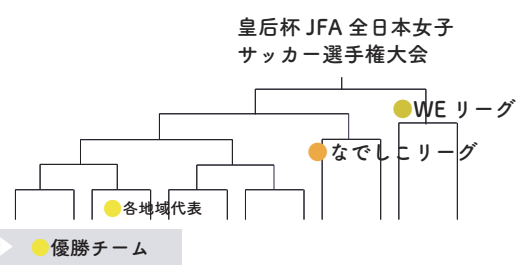 皇后杯 JFA 全日本女子
サッカー選手権大会
WE リーグ
なでしこリーグ
各地域代表
優勝チーム